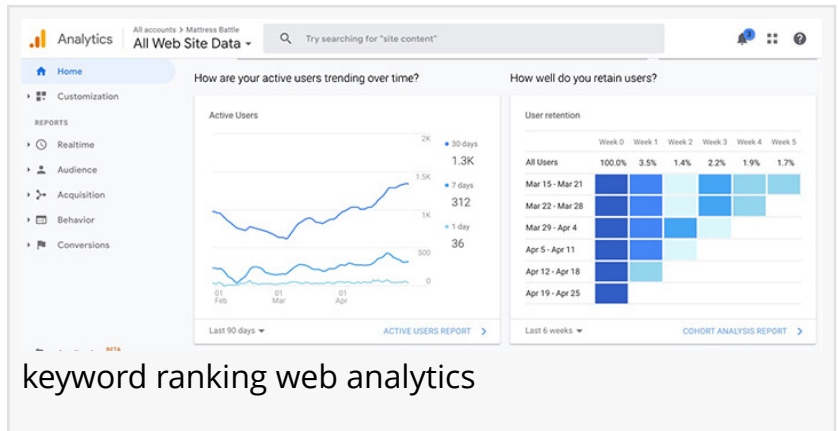 All accounts > Mattress Battle
Analytics
All Web Site Data
Try searching for "site content"
3
Home
Customization
REPORTS
Realtime
Audience
Acquisition
Behavior
Conversions
BETA
How are your active users trending over time?
Active Users
2K
1.5K
1K
500
0
30 days
1.3K
7 days
312
1 day
36
01 Feb
01 Mar
01 Apr
Last 90 days
ACTIVE USERS REPORT >
How well do you retain users?
User retention
Week 0 Week 1 Week 2 Week 3 Week 4 Week 5
All Users 100.0% 3.5% 1.4% 2.2% 1.9% 1.7%
Mar 15 - Mar 21
Mar 22 - Mar 28
Mar 29 - Apr 4
Apr 5 - Apr 11
Apr 12 - Apr 18
Apr 19 - Apr 25
Last 6 weeks
COHORT ANALYSIS REPORT >
keyword ranking web analytics